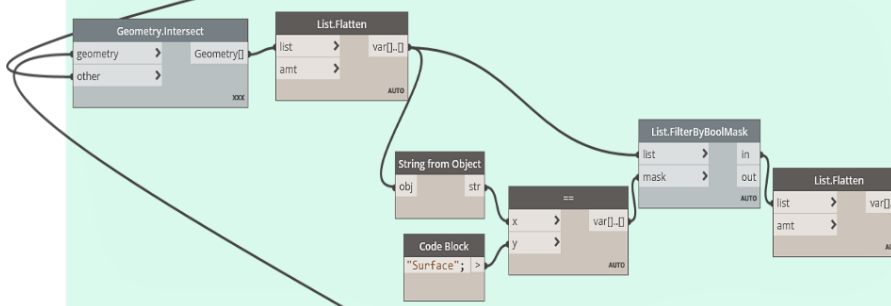 Geometry.Intersect
geometry > Geometry[]
other >
XXX
List.Flatten
list > var[]..[]
amt >
AUTO
String from Object
obj str
Code Block
"Surface"; >
==
x > var[]..[]
y >
AUTO
List.FilterByBoolMask
list > in
mask > out
AUTO
List.Flatten
list > var[]
amt >